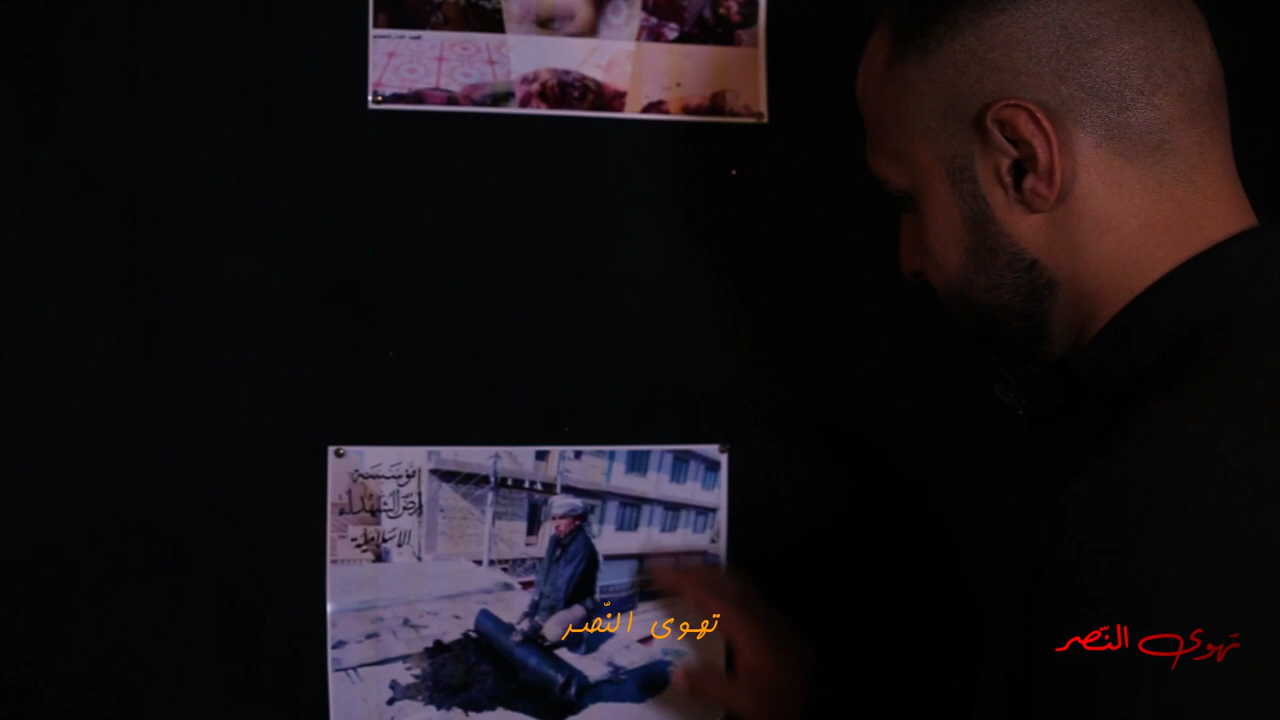 مؤسسة
أرض الشهداء
الإسلامية
تهوى النّصر
تهوى النّصر